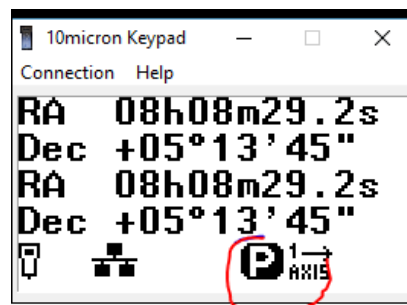 10micron Keypad
Connection Help
RA 08h08m29.2s
Dec +05°13'45"
RA 08h08m29.2s
Dec +05°13'45"
P 1 AXIS